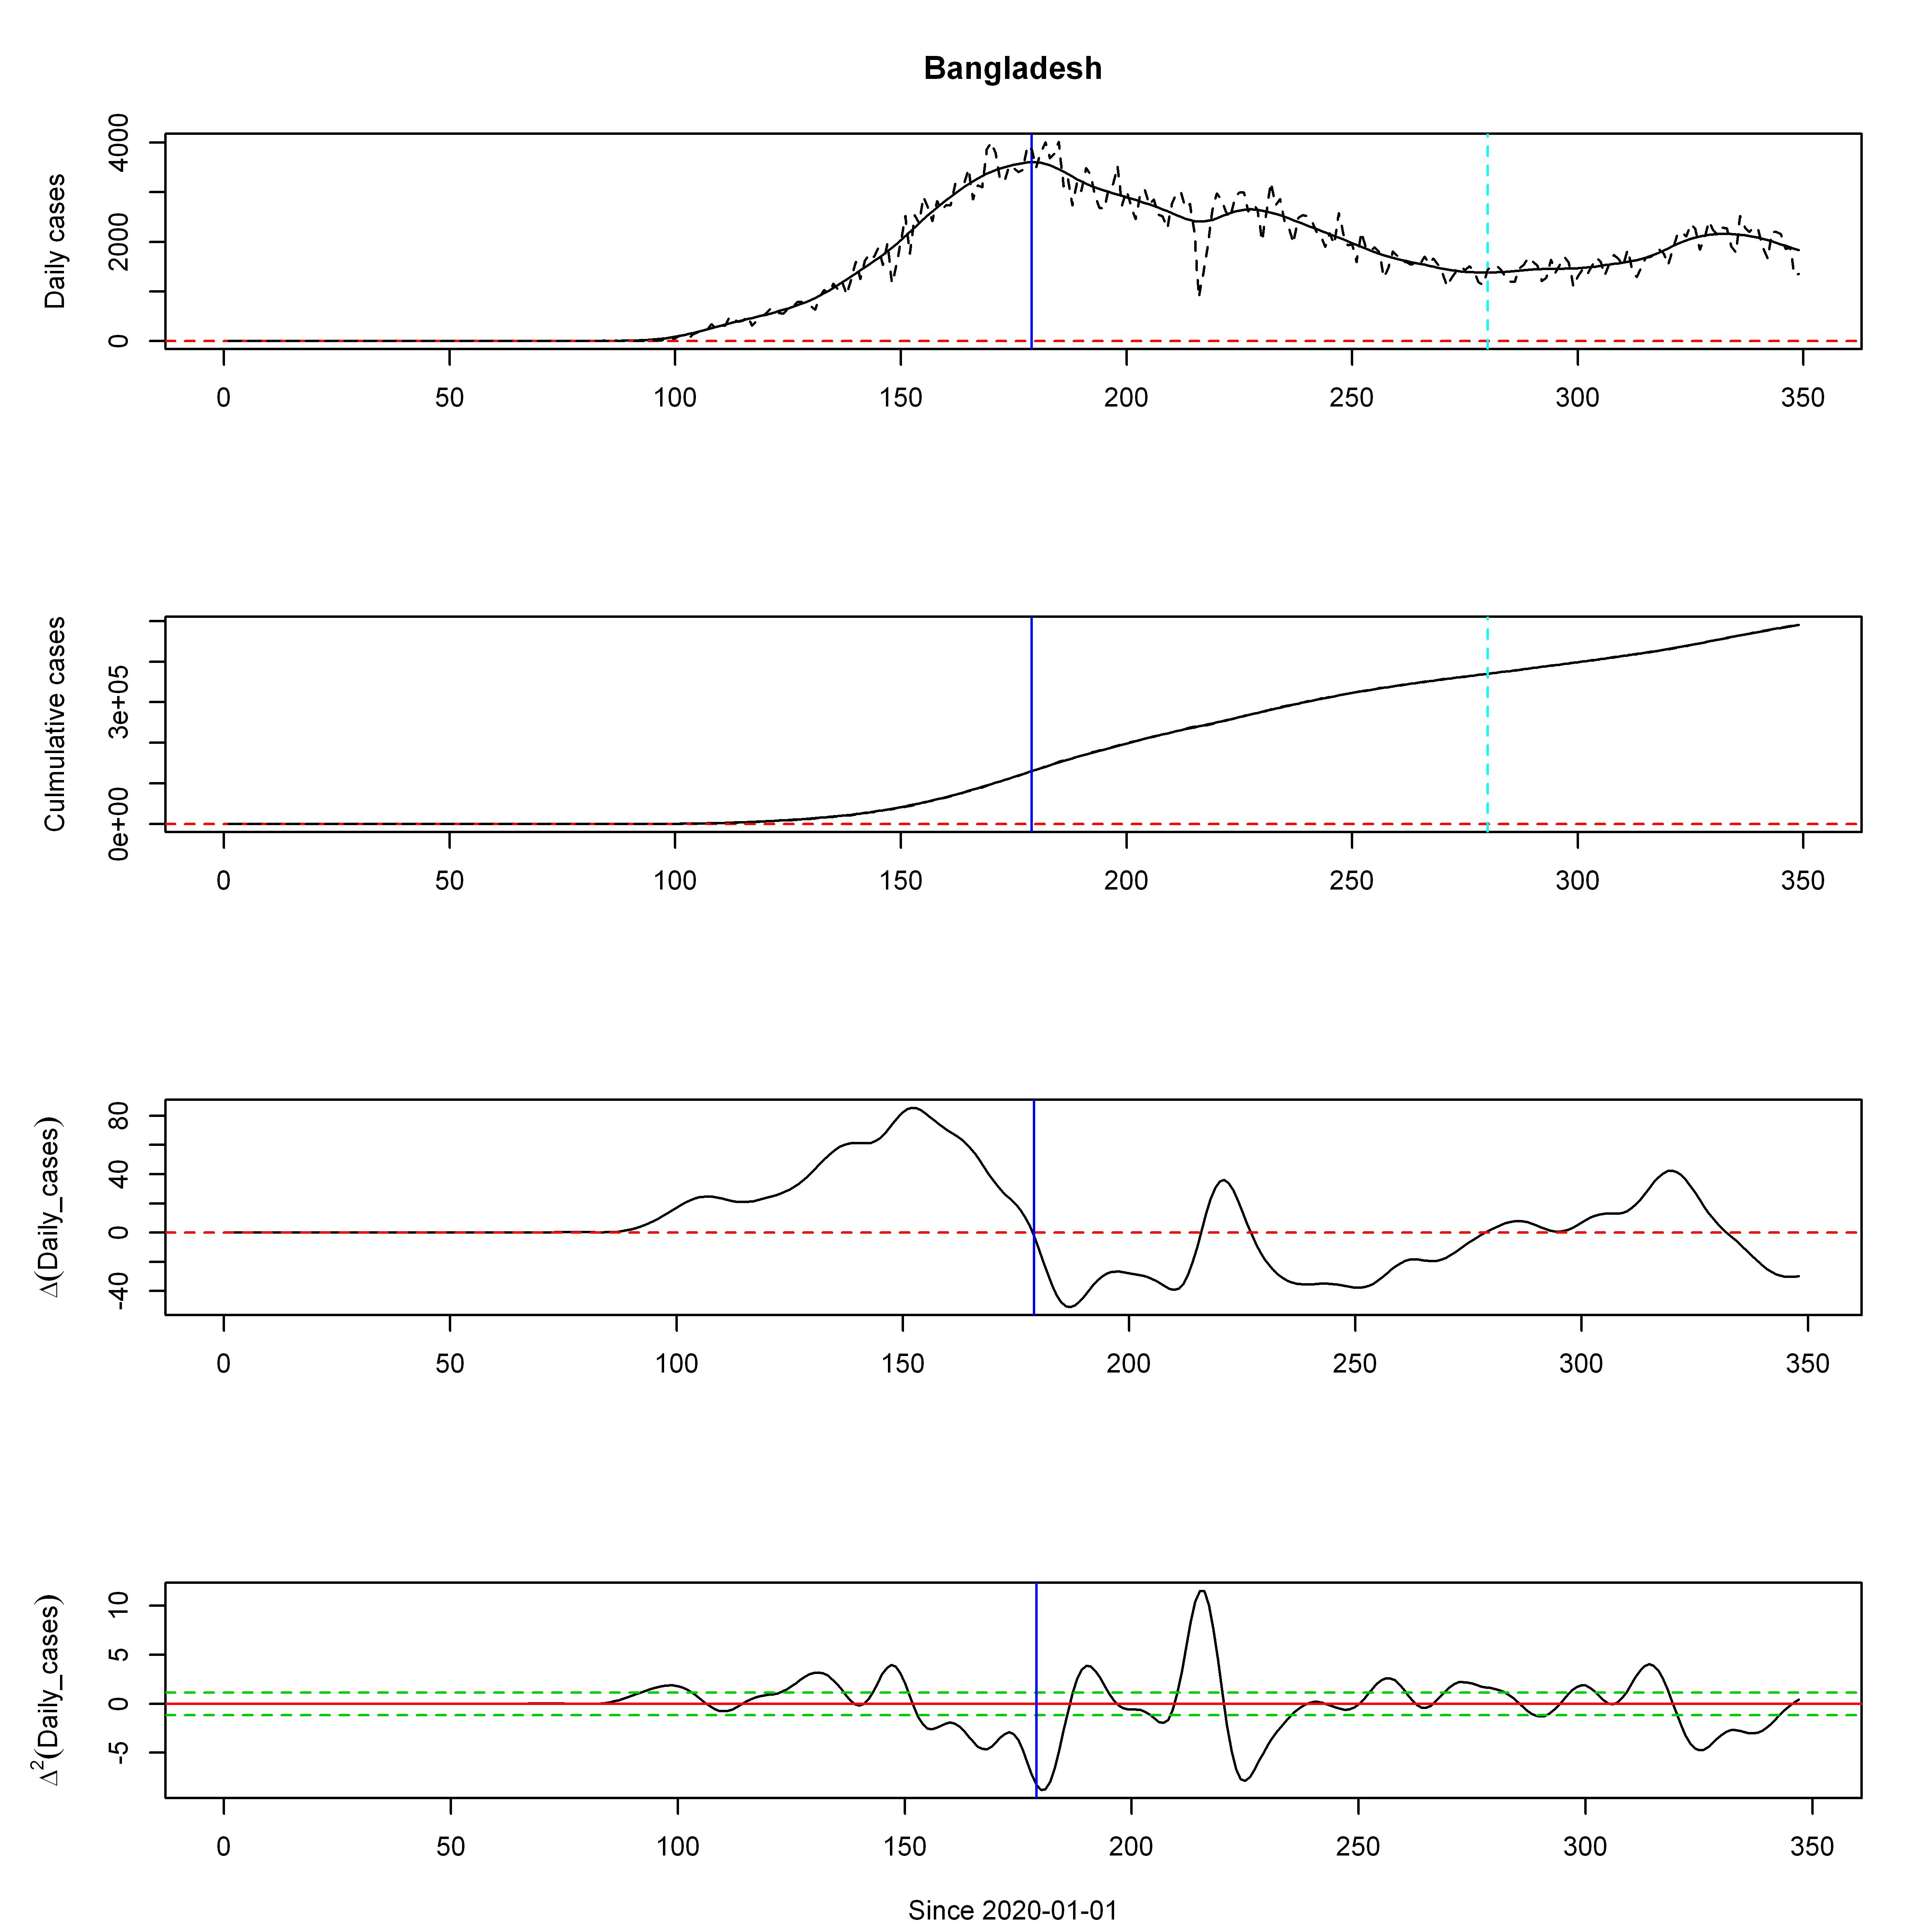 Bangladesh
Daily cases
0 2000 4000
0 50 100 150 200 250 300 350
Culmulative cases
0e+00 3e+05
0 50 100 150 200 250 300 350
Δ(Daily_cases)
-40 0 40 80
0 50 100 150 200 250 300 350
Δ²(Daily_cases)
-5 0 5 10
0 50 100 150 200 250 300 350
Since 2020-01-01